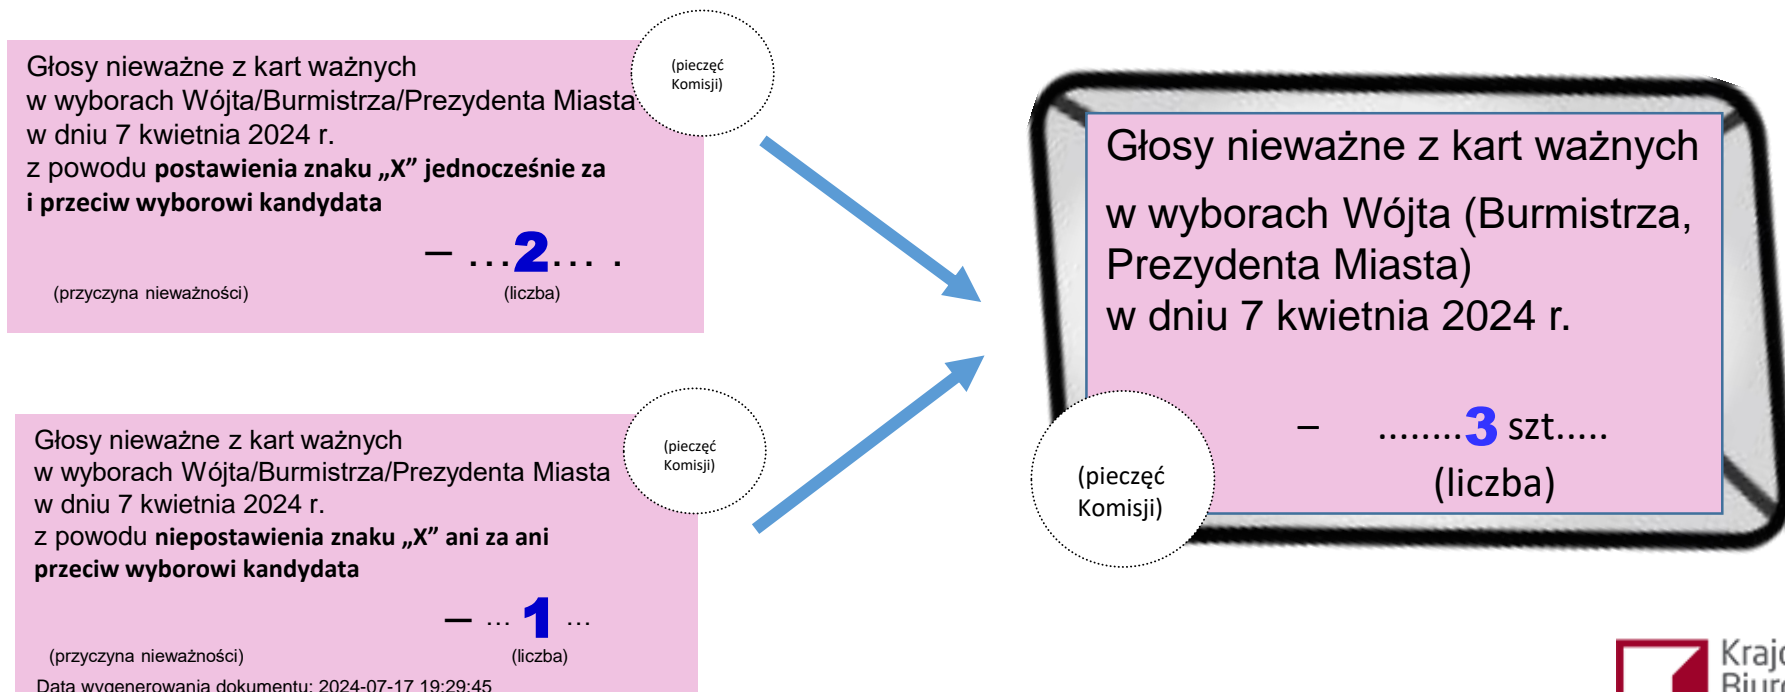 Głosy nieważne z kart ważnych
w wyborach Wójta/Burmistrza/Prezydenta Miasta
w dniu 7 kwietnia 2024 r.
z powodu postawienia znaku „X” jednocześnie za
i przeciw wyborowi kandydata
– ...2... .
(przyczyna nieważności) (liczba)
(pieczęć
Komisji)
Głosy nieważne z kart ważnych
w wyborach Wójta/Burmistrza/Prezydenta Miasta
w dniu 7 kwietnia 2024 r.
z powodu niepostawienia znaku „X” ani za ani
przeciw wyborowi kandydata
– ... 1 ...
(przyczyna nieważności) (liczba)
Data wygenerowania dokumentu: 2024-07-17 19:29:45
(pieczęć
Komisji)
Głosy nieważne z kart ważnych
w wyborach Wójta (Burmistrza,
Prezydenta Miasta)
w dniu 7 kwietnia 2024 r.
– ........3 szt.....
(liczba)
(pieczęć
Komisji)